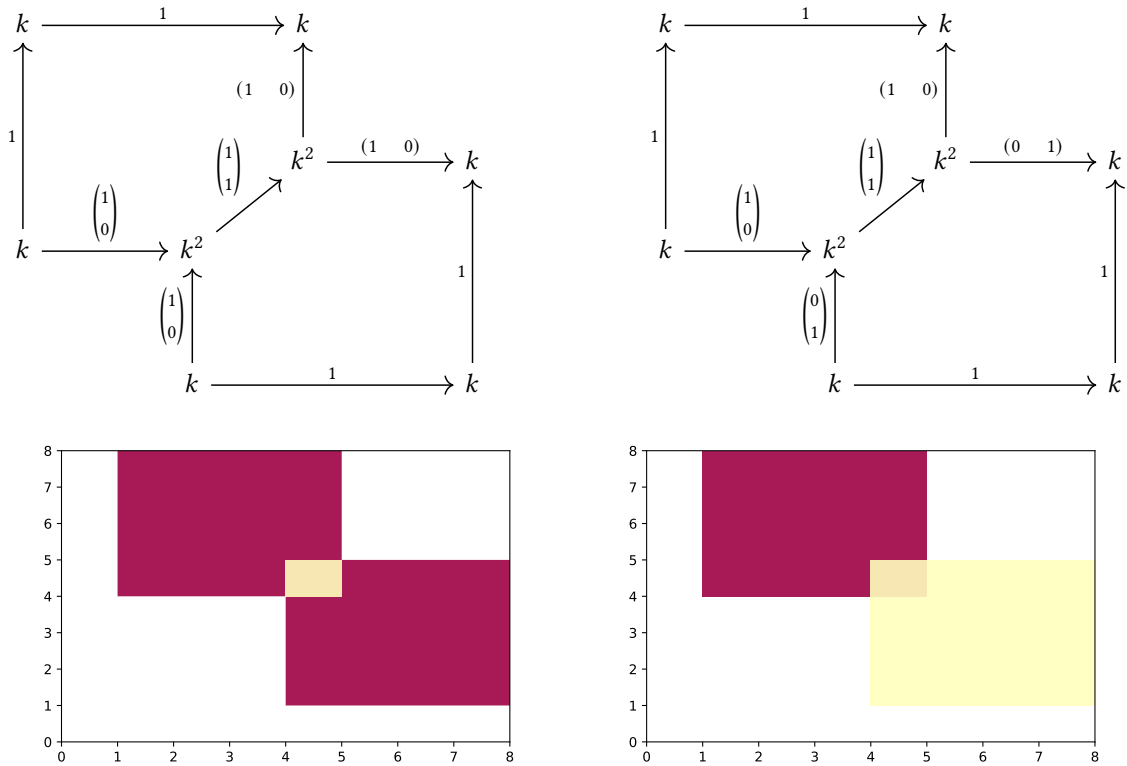 k 1 k k 1 k
(1 0) (1 0)
1 (1 1) k² (1 0) k 1 (1 1) k² (0 1) k
(1 0) (1 0)
k k² 1 k k² 1
(1 0) (0 1)
k 1 k k 1 k
8 8
7 7
6 6
5 5
4 4
3 3
2 2
1 1
0 0
0 1 2 3 4 5 6 7 8 0 1 2 3 4 5 6 7 8